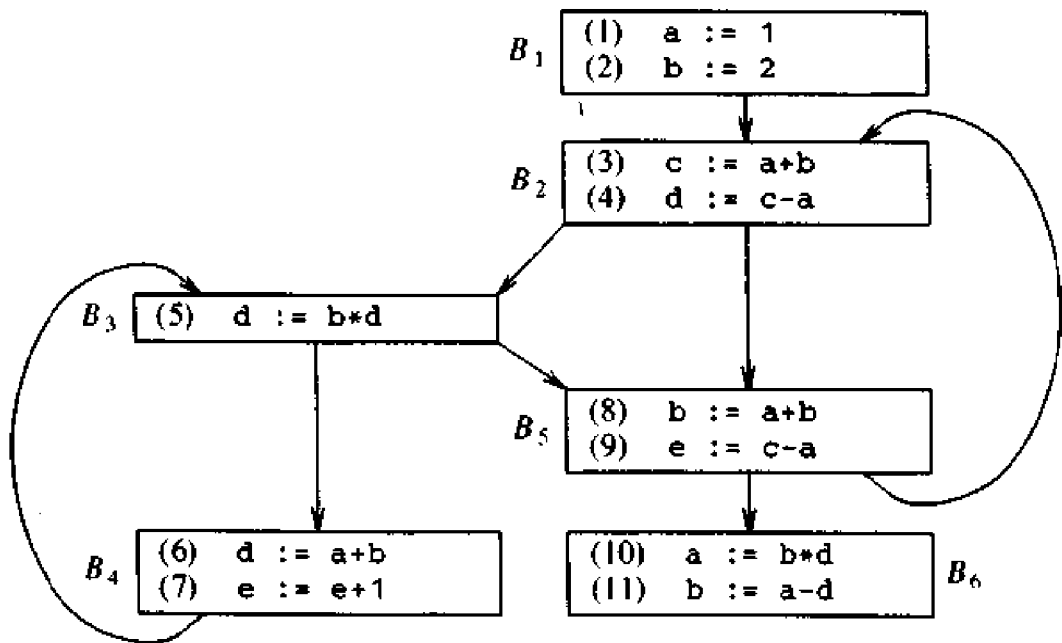 B1
(1) a := 1
(2) b := 2
B2
(3) c := a+b
(4) d := c-a
B3
(5) d := b*d
B5
(8) b := a+b
(9) e := c-a
B4
(6) d := a+b
(7) e := e+1
(10) a := b*d
(11) b := a-d
B6